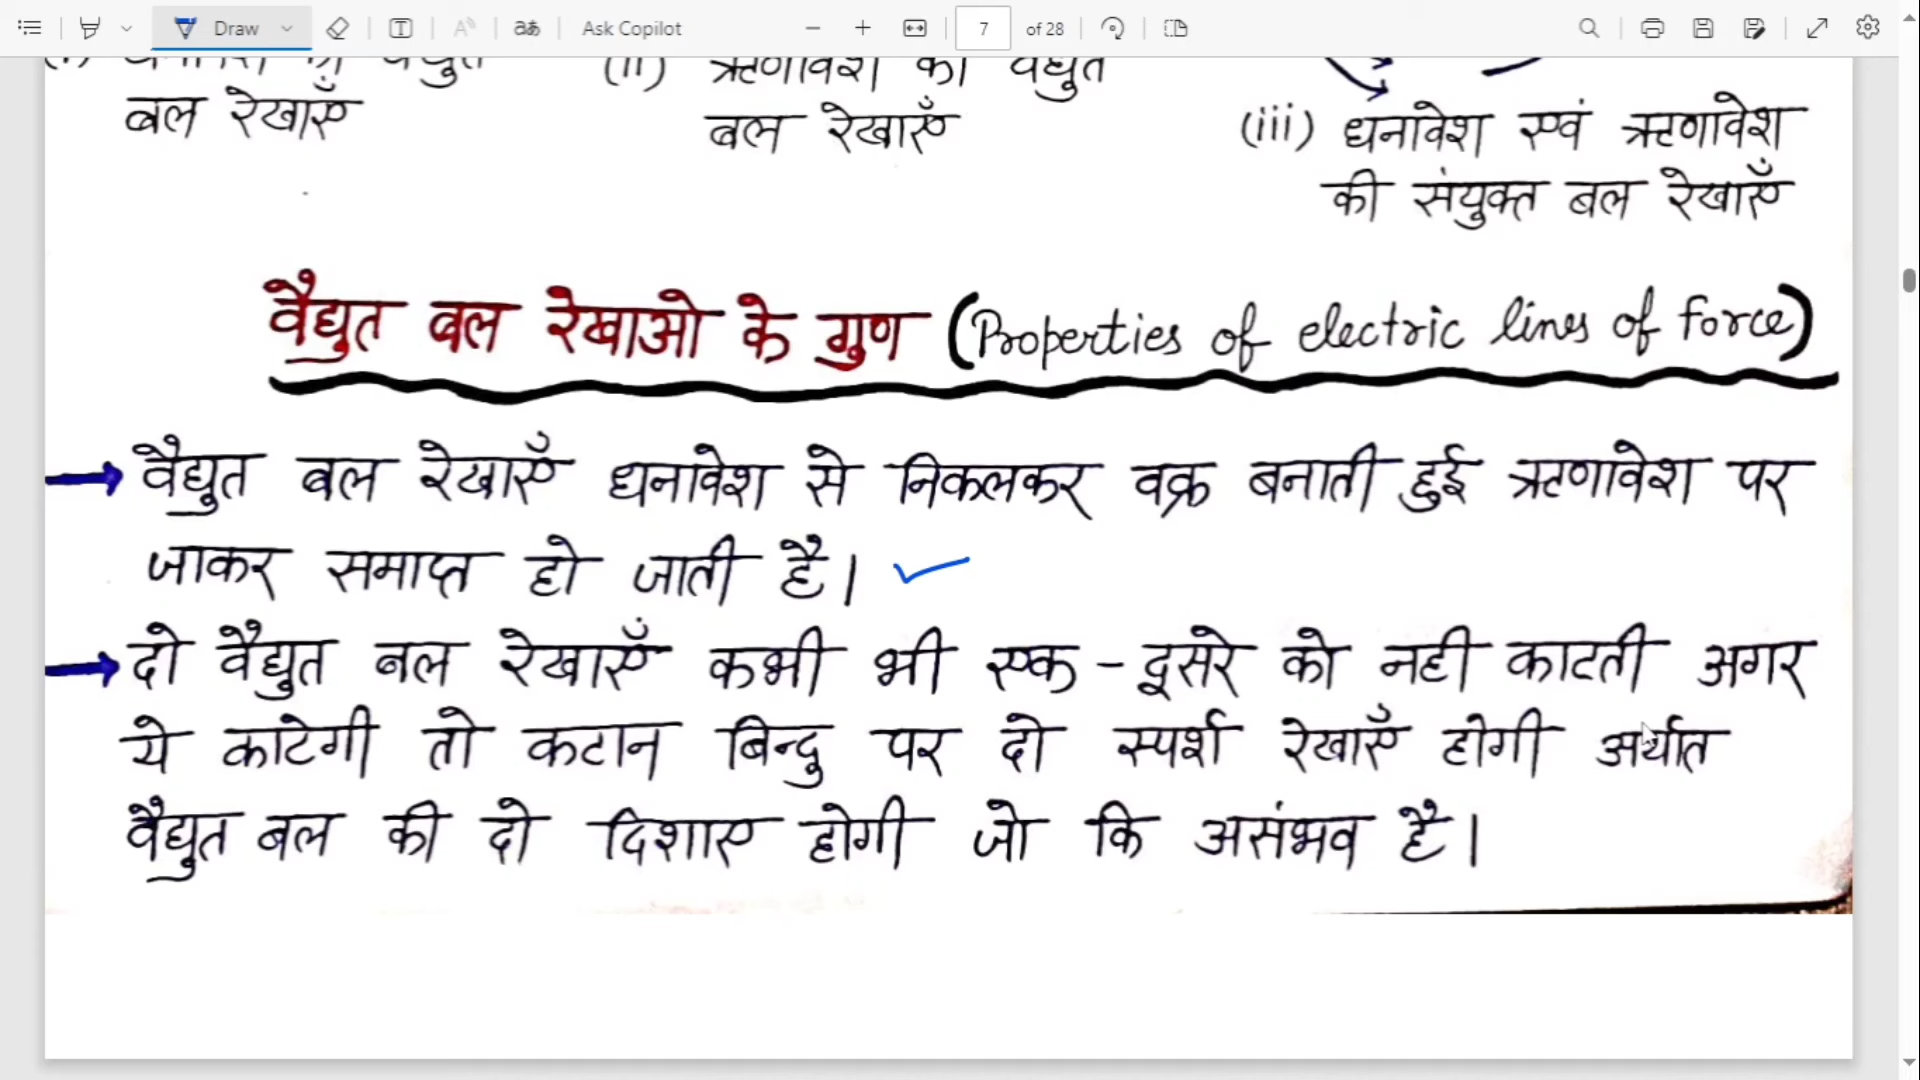 Draw
Ask Copilot
7 of 28
(ii) ऋणावेश की वैद्युत
बल रेखाएँ
बल रेखाएँ
(iii) धनावेश एवं ऋणावेश
की संयुक्त बल रेखाएँ
वैद्युत बल रेखाओ के गुण (Properties of electric lines of force)
→ वैद्युत बल रेखाएँ धनावेश से निकलकर वक्र बनाती हुई ऋणावेश पर
जाकर समाप्त हो जाती है।
→ दो वैद्युत बल रेखाएँ कभी भी एक-दूसरे को नही काटती अगर
ये काटेगी तो कटान बिन्दु पर दो स्पर्श रेखाएँ होगी अर्थात
वैद्युत बल की दो दिशाए होगी जो कि असंभव है।